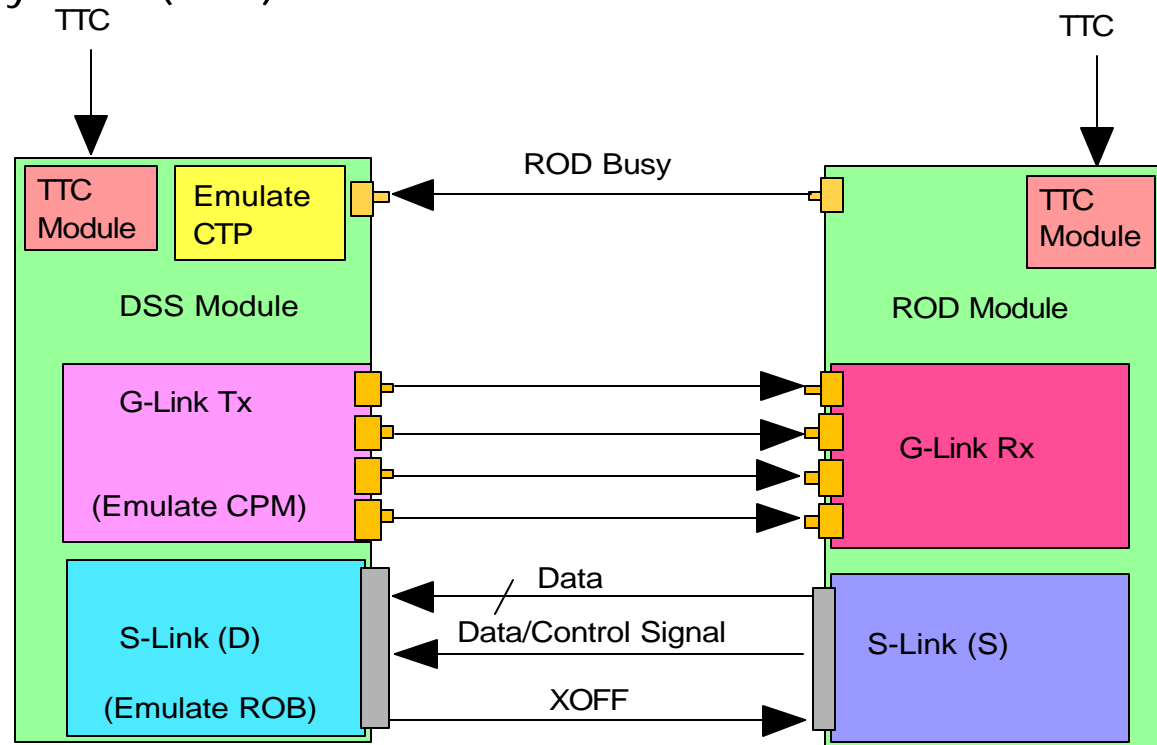 TTC
TTC
ROD Busy
TTC
Module
Emulate
CTP
TTC
Module
DSS Module
ROD Module
G-Link Tx
(Emulate CPM)
G-Link Rx
Data
Data/Control Signal
S-Link (D)
(Emulate ROB)
S-Link (S)
XOFF